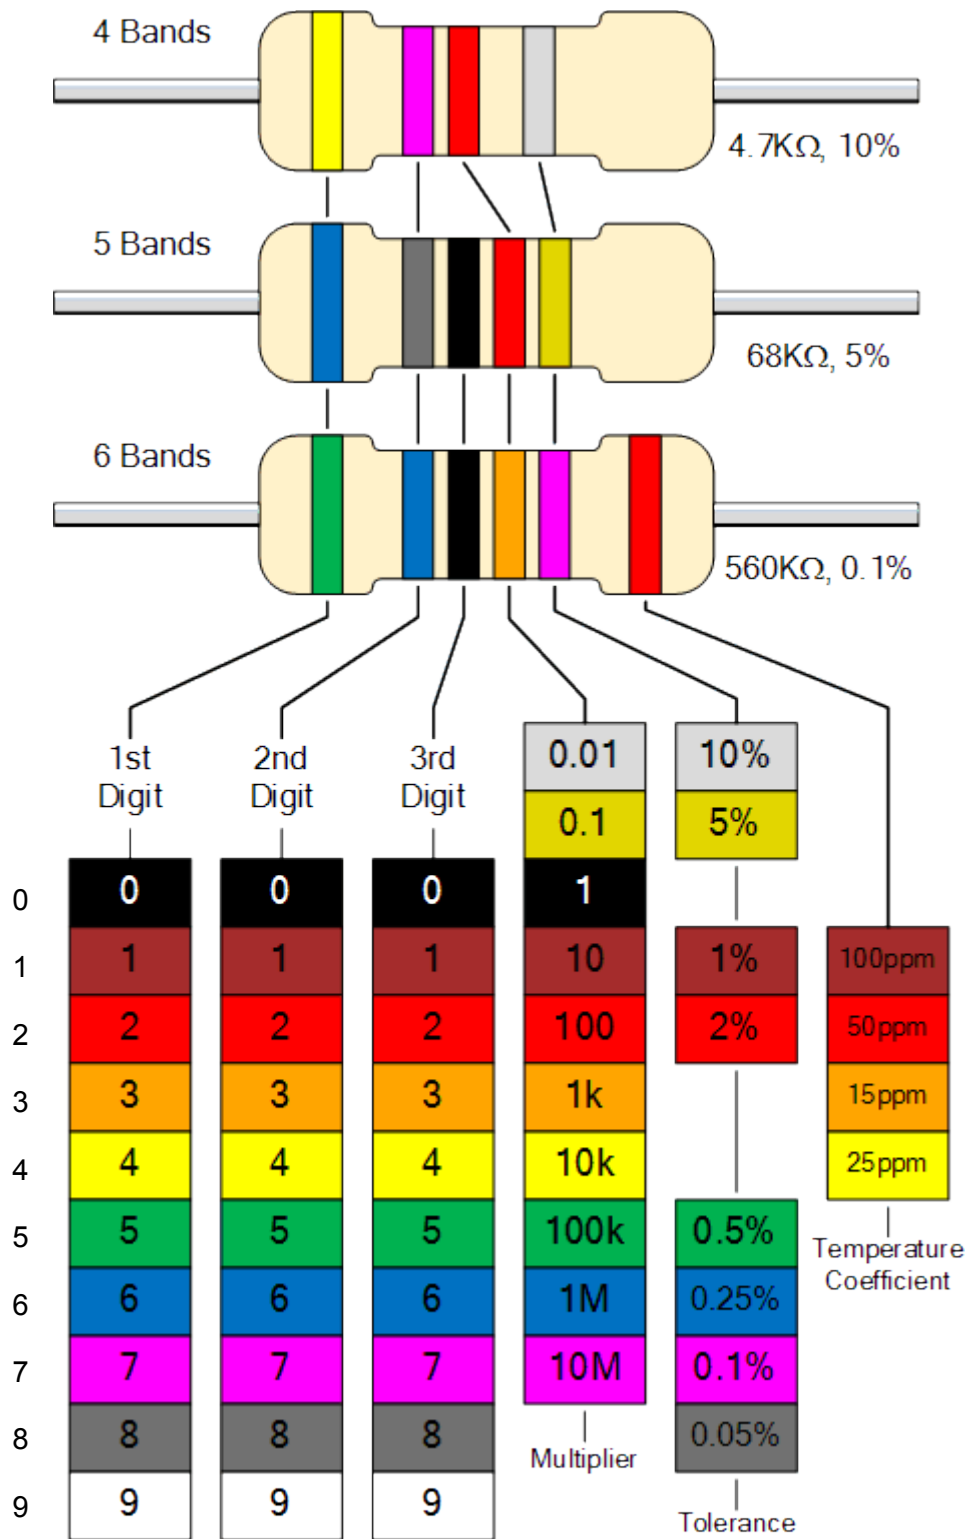 4 Bands
4.7KΩ, 10%
5 Bands
68KΩ, 5%
6 Bands
560KΩ, 0.1%
1st
Digit
2nd
Digit
3rd
Digit
0.01 10%
0.1 5%
0 0 0 0 1
1 1 1 1 10 1% 100ppm
2 2 2 2 100 2% 50ppm
3 3 3 3 1k 15ppm
4 4 4 4 10k 25ppm
5 5 5 5 100k 0.5%
Temperature
Coefficient
6 6 6 6 1M 0.25%
7 7 7 7 10M 0.1%
8 8 8 8 0.05%
Multiplier
9 9 9 9
Tolerance